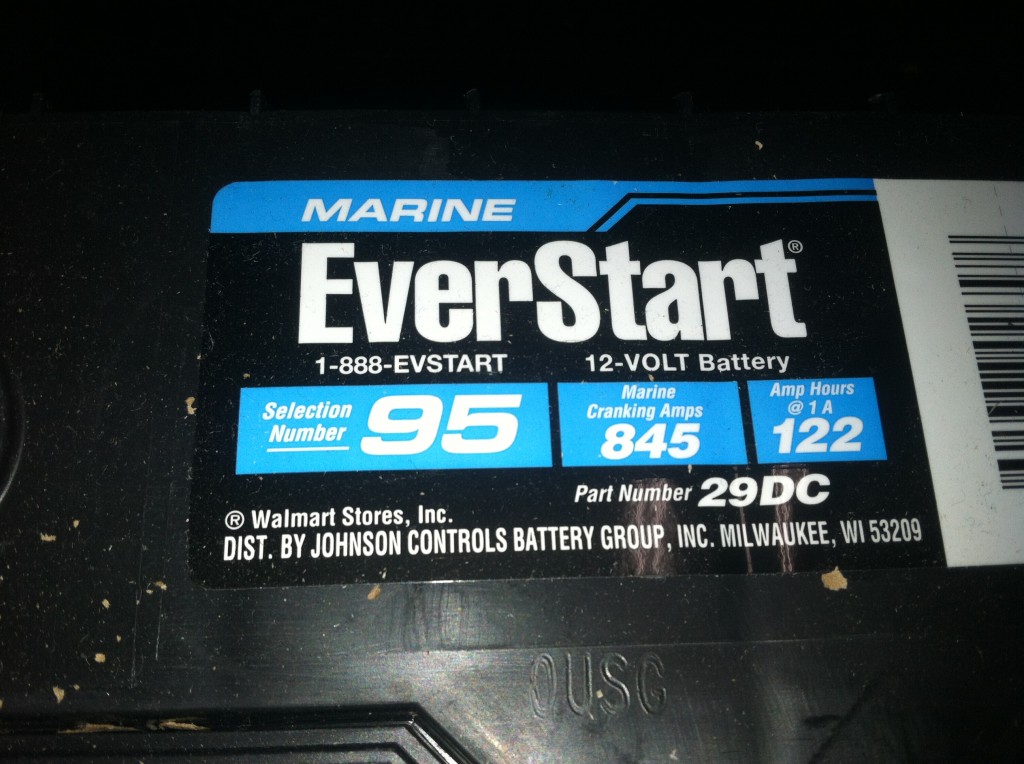 MARINE
EverStart®
1-888-EVSTART 12-VOLT Battery
Selection Number 95
Marine Cranking Amps 845
Amp Hours @ 1 A 122
Part Number 29DC
® Walmart Stores, Inc.
DIST. BY JOHNSON CONTROLS BATTERY GROUP, INC. MILWAUKEE, WI 53209